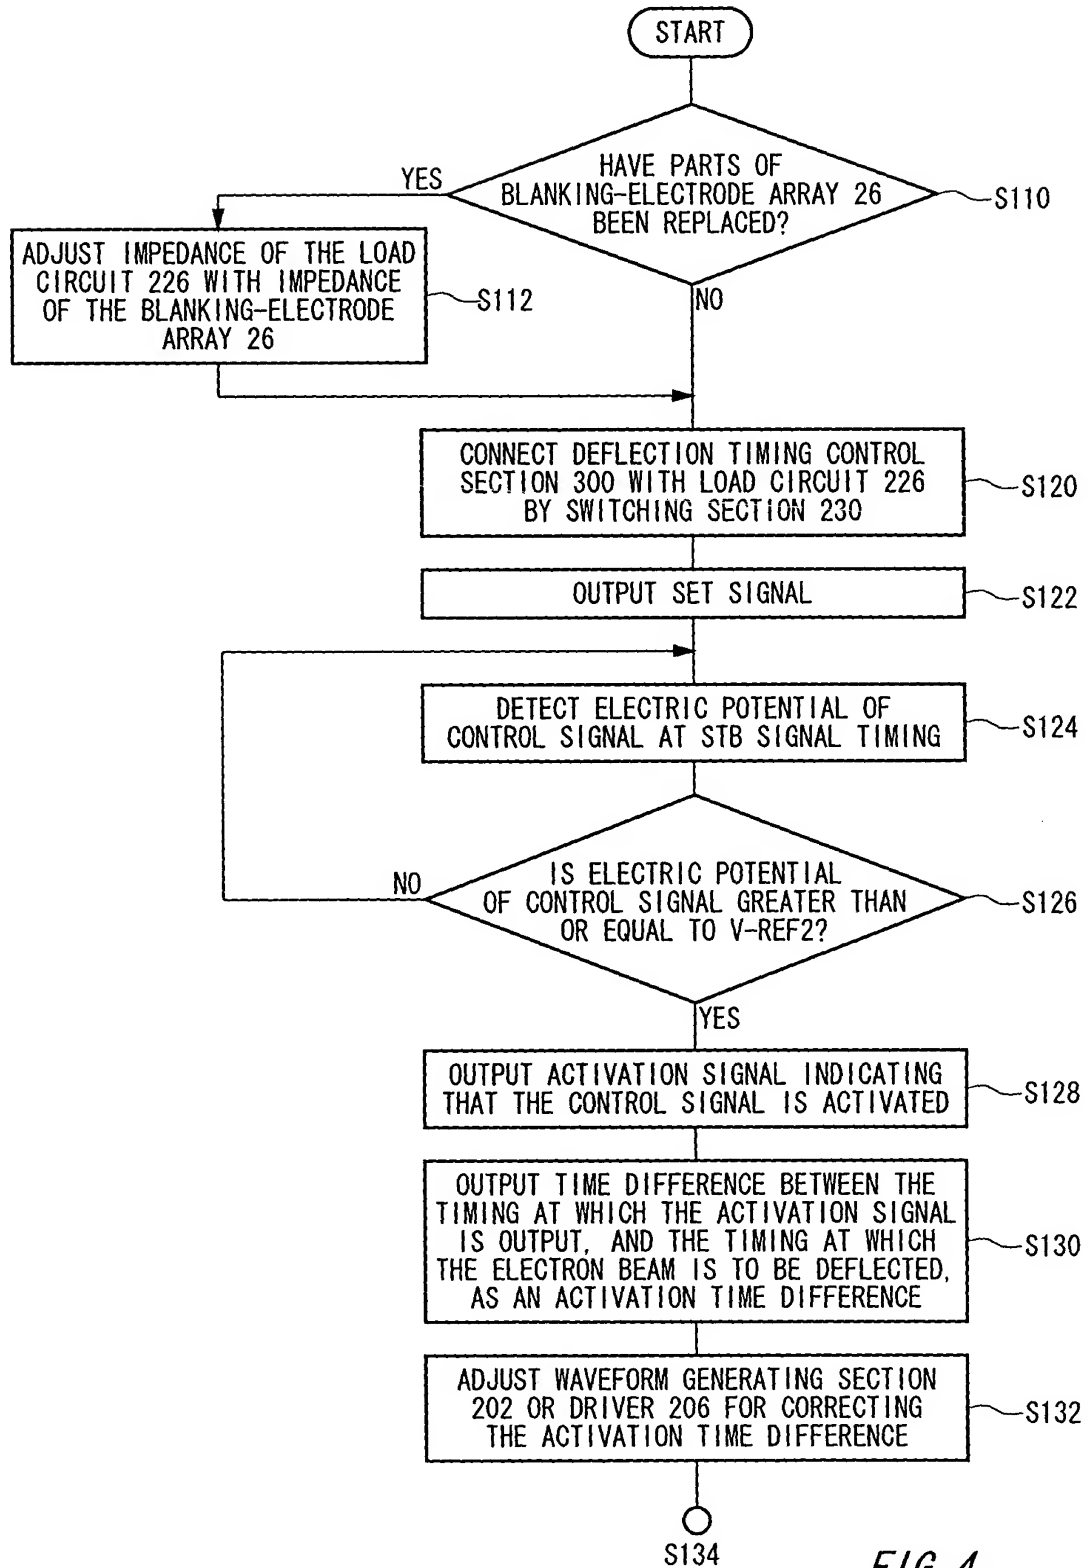 START
HAVE PARTS OF
BLANKING-ELECTRODE ARRAY 26
BEEN REPLACED?
YES
S110
ADJUST IMPEDANCE OF THE LOAD
CIRCUIT 226 WITH IMPEDANCE
OF THE BLANKING-ELECTRODE
ARRAY 26
S112
NO
CONNECT DEFLECTION TIMING CONTROL
SECTION 300 WITH LOAD CIRCUIT 226
BY SWITCHING SECTION 230
S120
OUTPUT SET SIGNAL
S122
DETECT ELECTRIC POTENTIAL OF
CONTROL SIGNAL AT STB SIGNAL TIMING
S124
IS ELECTRIC POTENTIAL
OF CONTROL SIGNAL GREATER THAN
OR EQUAL TO V-REF2?
NO
S126
YES
OUTPUT ACTIVATION SIGNAL INDICATING
THAT THE CONTROL SIGNAL IS ACTIVATED
S128
OUTPUT TIME DIFFERENCE BETWEEN THE
TIMING AT WHICH THE ACTIVATION SIGNAL
IS OUTPUT, AND THE TIMING AT WHICH
THE ELECTRON BEAM IS TO BE DEFLECTED,
AS AN ACTIVATION TIME DIFFERENCE
S130
ADJUST WAVEFORM GENERATING SECTION
202 OR DRIVER 206 FOR CORRECTING
THE ACTIVATION TIME DIFFERENCE
S132
S134
FIG. 4